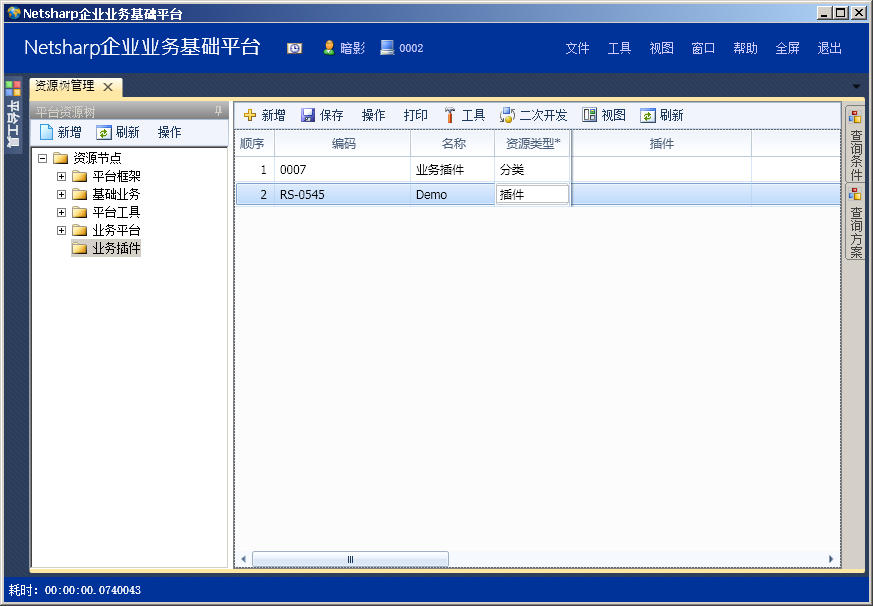 Netsharp企业业务基础平台
Netsharp企业业务基础平台 暗影 0002 文件 工具 视图 窗口 帮助 全屏 退出
平台工具
资源树管理
平台资源树
新增 刷新 操作
资源节点
平台框架
基础业务
平台工具
业务平台
业务插件
新增 保存 操作 打印 工具 二次开发 视图 刷新
顺序 编码 名称 资源类型* 插件
1 0007 业务插件 分类
2 RS-0545 Demo 插件
查询条件
查询方案
耗时: 00:00:00.0740043